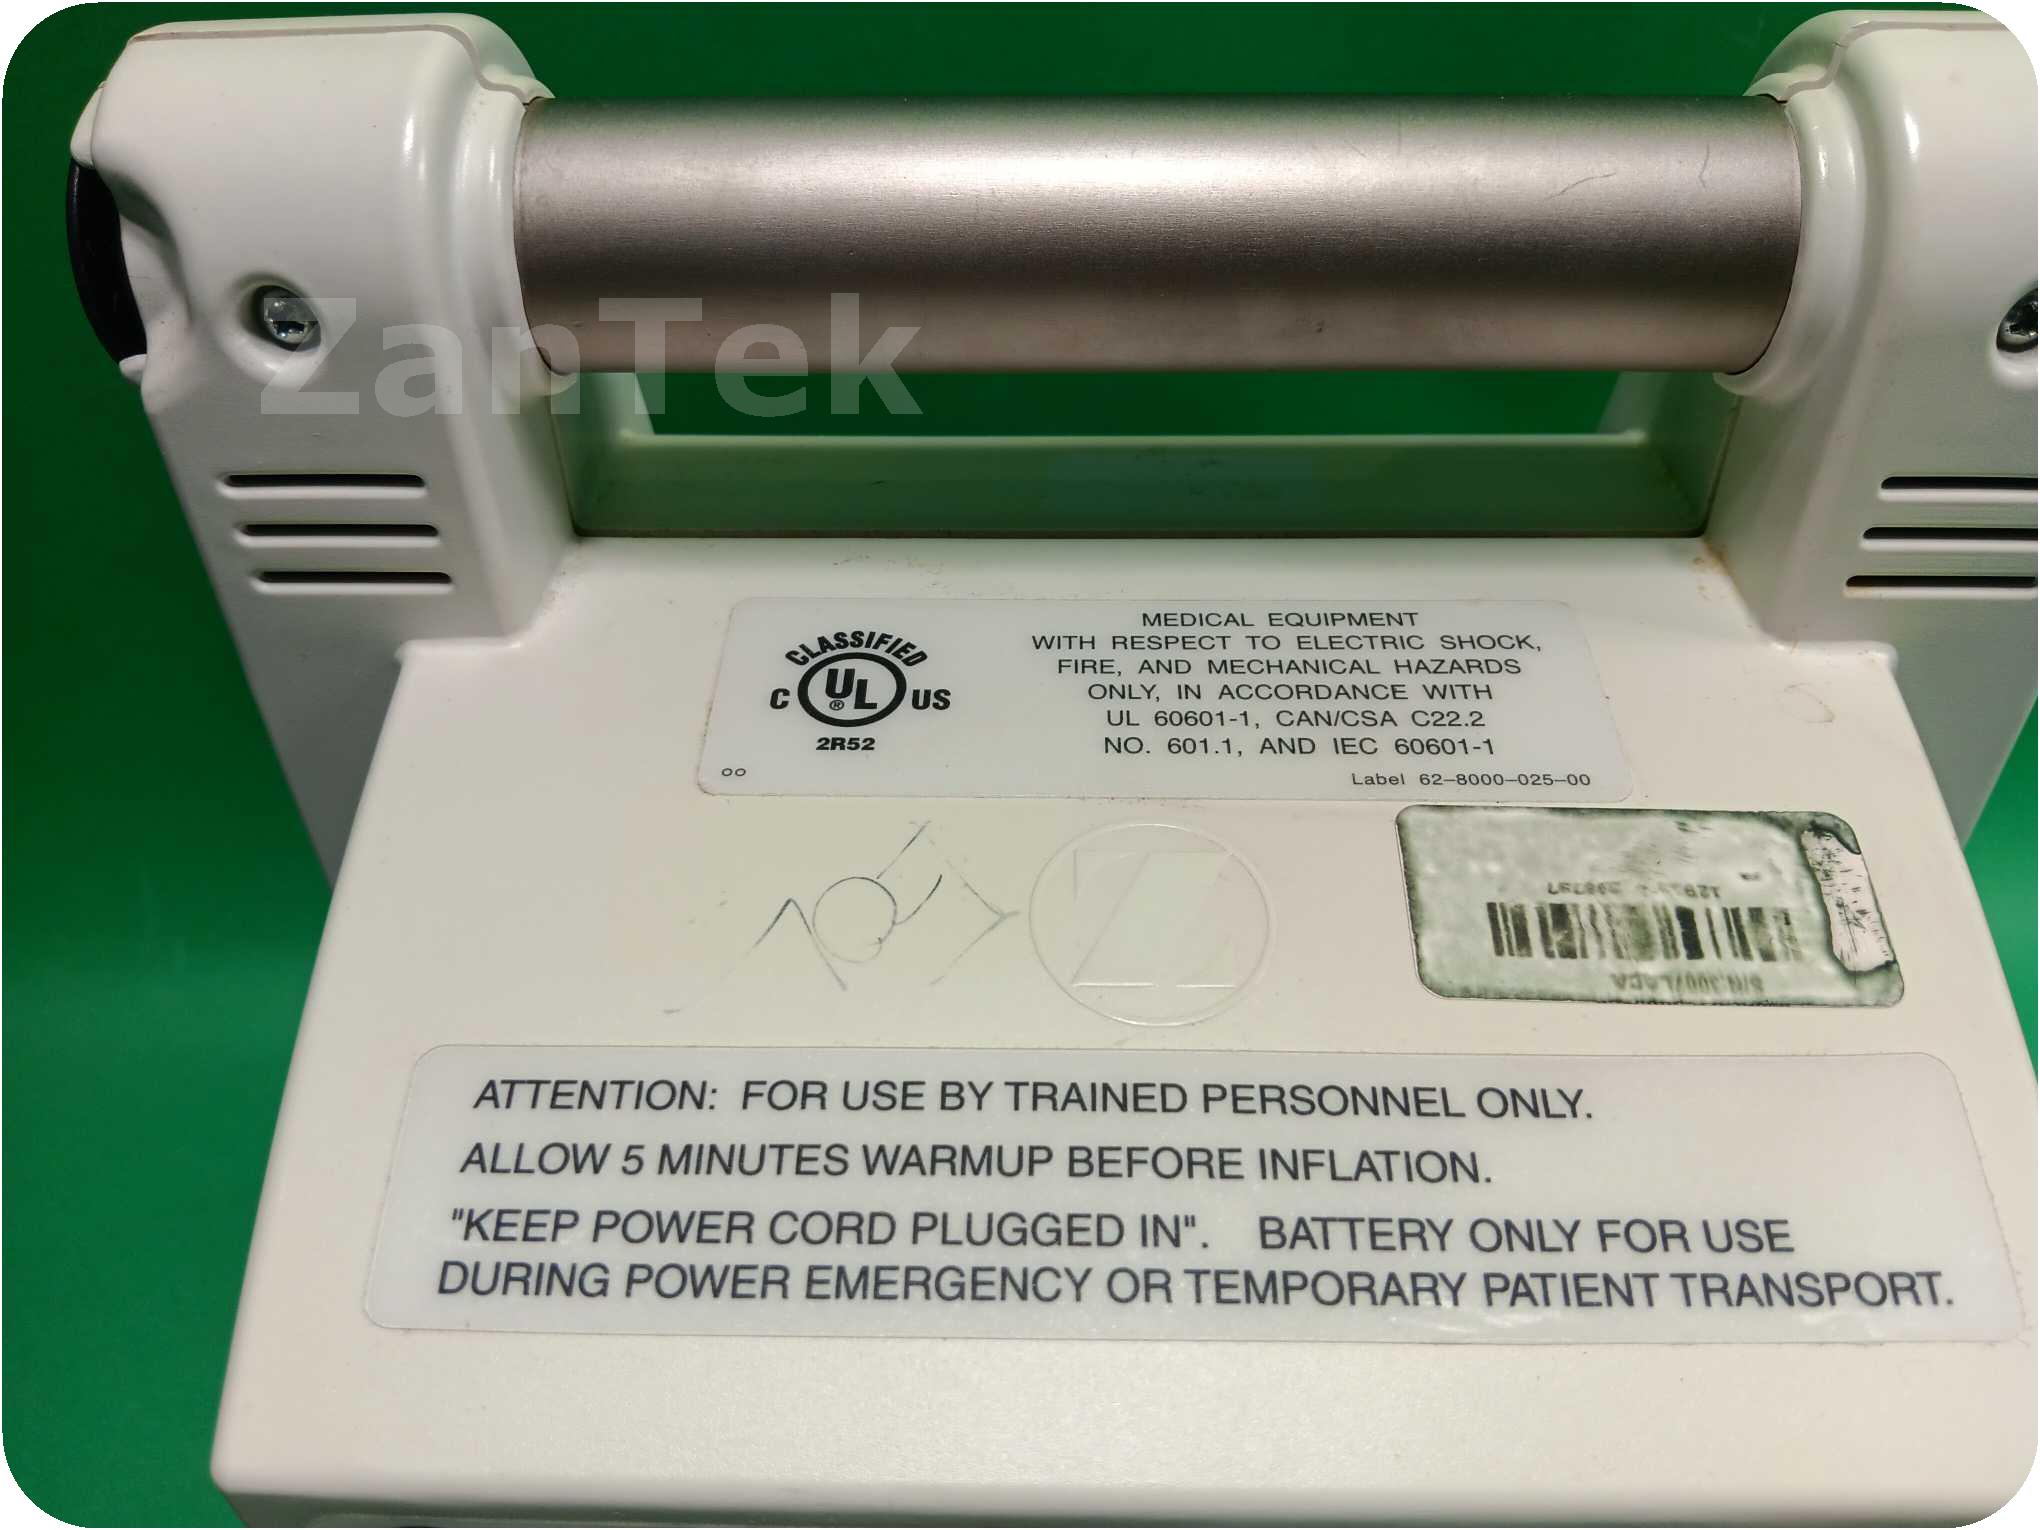 ZanTek
CLASSIFIED
C UL US
®
2R52
OO
MEDICAL EQUIPMENT
WITH RESPECT TO ELECTRIC SHOCK,
FIRE, AND MECHANICAL HAZARDS
ONLY, IN ACCORDANCE WITH
UL 60601-1, CAN/CSA C22.2
NO. 601.1, AND IEC 60601-1
Label 62-8000-025-00
Z
ATTENTION: FOR USE BY TRAINED PERSONNEL ONLY.
ALLOW 5 MINUTES WARMUP BEFORE INFLATION.
"KEEP POWER CORD PLUGGED IN". BATTERY ONLY FOR USE
DURING POWER EMERGENCY OR TEMPORARY PATIENT TRANSPORT.